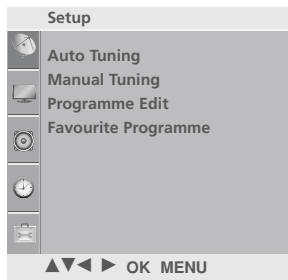 Setup
Auto Tuning
Manual Tuning
Programme Edit
Favourite Programme
▲▼◄ ► OK MENU